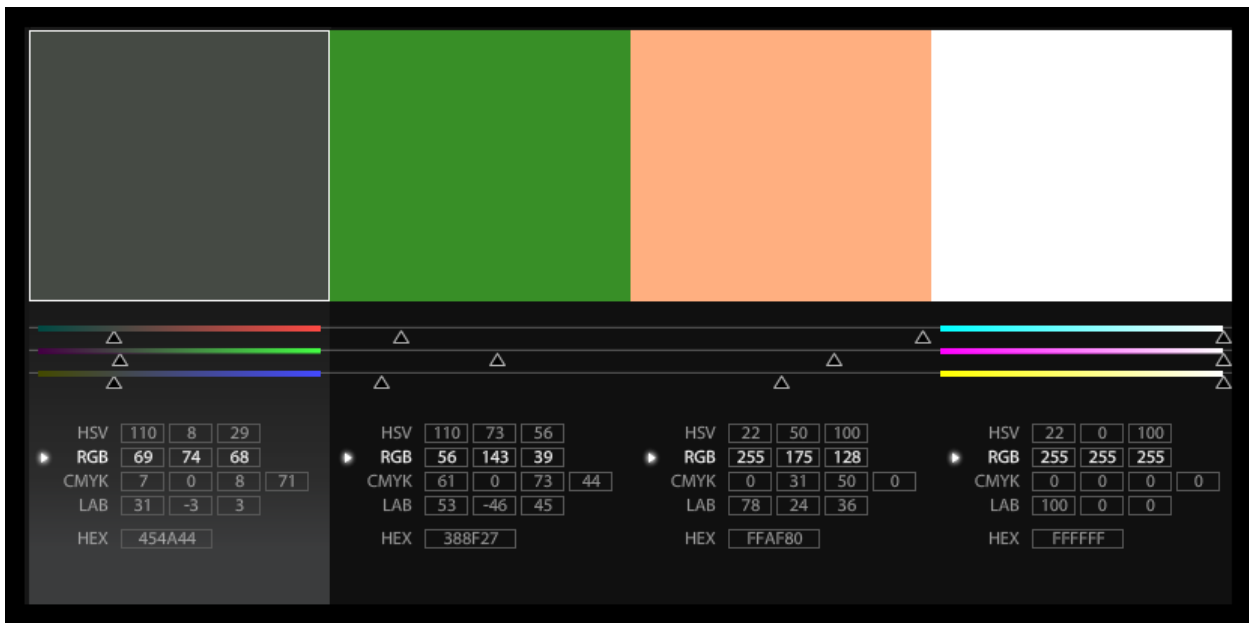 HSV 110 8 29
RGB 69 74 68
CMYK 7 0 8 71
LAB 31 -3 3
HEX 454A44
HSV 110 73 56
RGB 56 143 39
CMYK 61 0 73 44
LAB 53 -46 45
HEX 388F27
HSV 22 50 100
RGB 255 175 128
CMYK 0 31 50 0
LAB 78 24 36
HEX FFAF80
HSV 22 0 100
RGB 255 255 255
CMYK 0 0 0 0
LAB 100 0 0
HEX FFFFFF